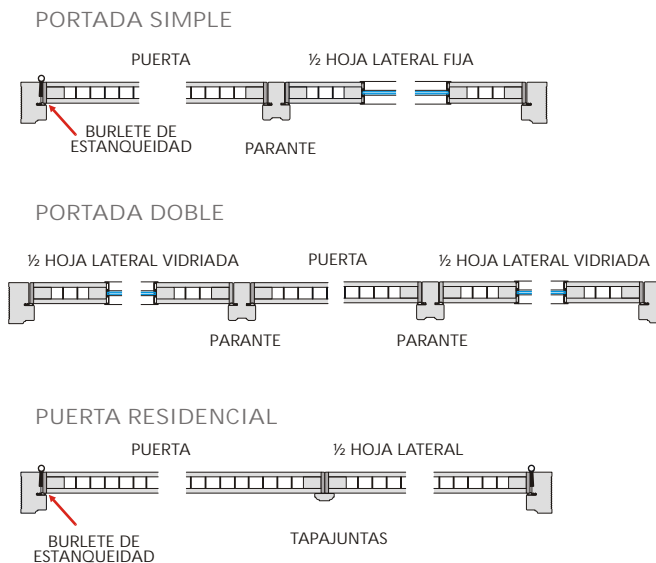 PORTADA SIMPLE
PUERTA
½ HOJA LATERAL FIJA
BURLETE DE
ESTANQUEIDAD
PARANTE
PORTADA DOBLE
½ HOJA LATERAL VIDRIADA
PUERTA
½ HOJA LATERAL VIDRIADA
PARANTE
PARANTE
PUERTA RESIDENCIAL
PUERTA
½ HOJA LATERAL
BURLETE DE
ESTANQUEIDAD
TAPAJUNTAS